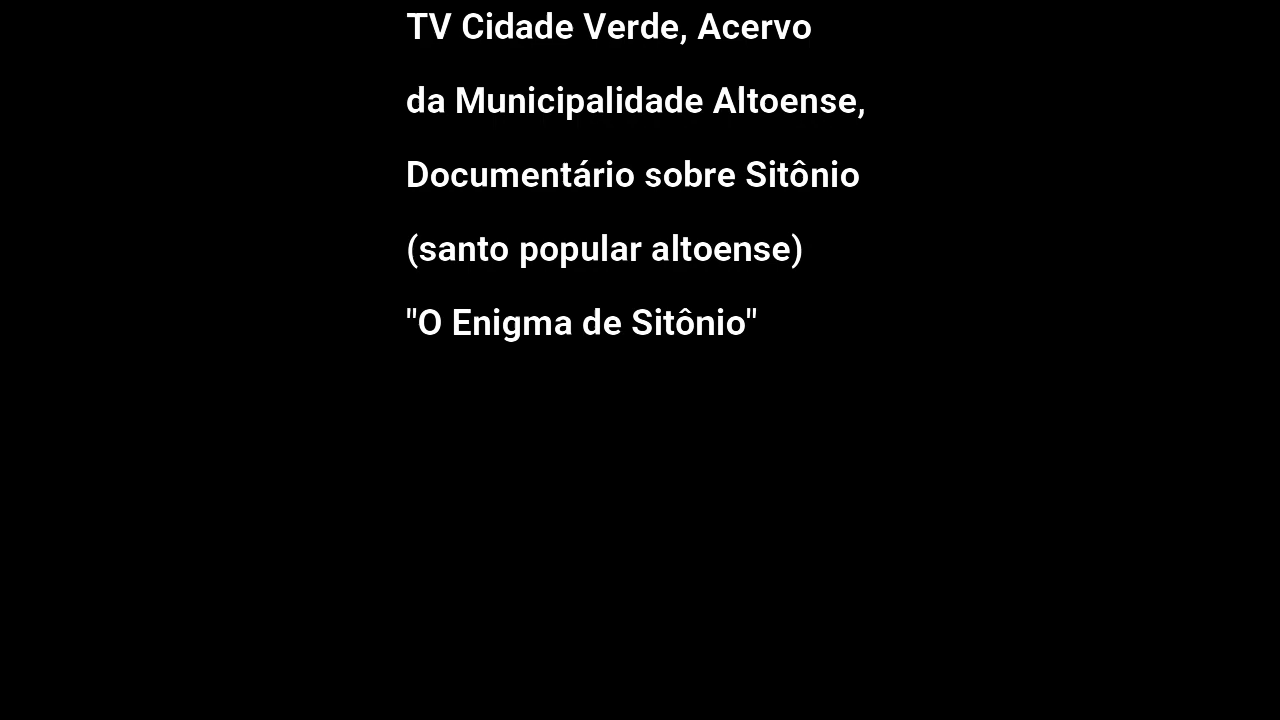 TV Cidade Verde, Acervo
da Municipalidade Altoense,
Documentário sobre Sitônio
(santo popular altoense)
"O Enigma de Sitônio"